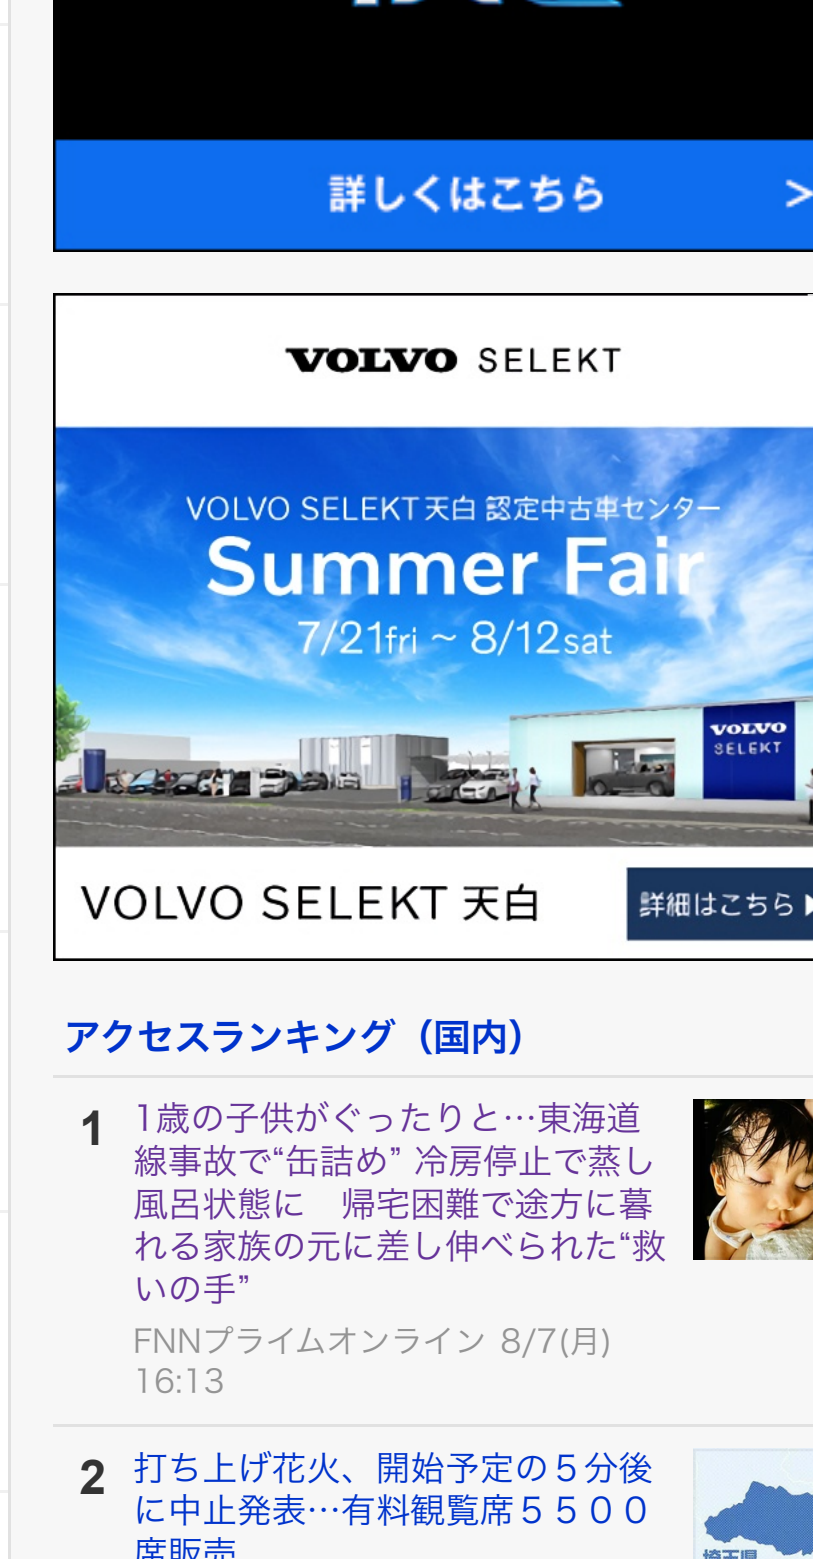 詳しくはこちら >
VOLVO SELEKT
VOLVO SELEKT天白 認定中古車センター
Summer Fair
7/21fri ~ 8/12sat
VOLVO
SELEKT
VOLVO SELEKT 天白
詳細はこちら ▶
アクセスランキング（国内）
1
1歳の子供がぐったりと…東海道
線事故で“缶詰め” 冷房停止で蒸し
風呂状態に　帰宅困難で途方に暮
れる家族の元に差し伸べられた“救
いの手”
FNNプライムオンライン 8/7(月)
16:13
2
打ち上げ花火、開始予定の５分後
に中止発表…有料観覧席５５００
席販売
埼玉県